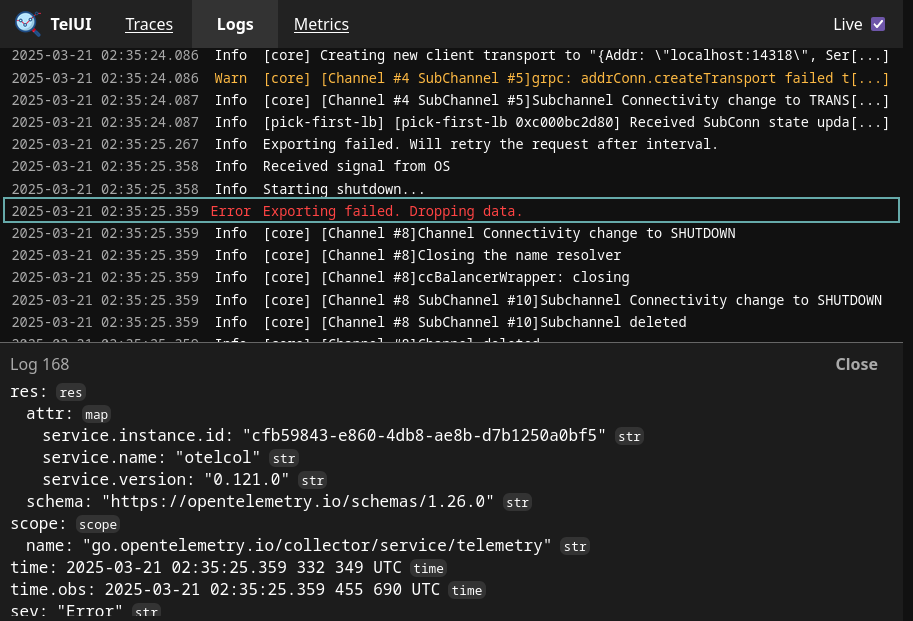 TelUI Traces Logs Metrics Live
2025-03-21 02:35:24.086 Info [core] Creating new client transport to "{Addr: \"localhost:14318\", Ser[...]
2025-03-21 02:35:24.086 Warn [core] [Channel #4 SubChannel #5]grpc: addrConn.createTransport failed t[...]
2025-03-21 02:35:24.087 Info [core] [Channel #4 SubChannel #5]Subchannel Connectivity change to TRANS[...]
2025-03-21 02:35:24.087 Info [pick-first-lb] [pick-first-lb 0xc000bc2d80] Received SubConn state upda[...]
2025-03-21 02:35:25.267 Info Exporting failed. Will retry the request after interval.
2025-03-21 02:35:25.358 Info Received signal from OS
2025-03-21 02:35:25.358 Info Starting shutdown...
2025-03-21 02:35:25.359 Error Exporting failed. Dropping data.
2025-03-21 02:35:25.359 Info [core] [Channel #8]Channel Connectivity change to SHUTDOWN
2025-03-21 02:35:25.359 Info [core] [Channel #8]Closing the name resolver
2025-03-21 02:35:25.359 Info [core] [Channel #8]ccBalancerWrapper: closing
2025-03-21 02:35:25.359 Info [core] [Channel #8 SubChannel #10]Subchannel Connectivity change to SHUTDOWN
2025-03-21 02:35:25.359 Info [core] [Channel #8 SubChannel #10]Subchannel deleted
2025-03-21 02:35:25.359 Info [core] [Channel #8]Channel deleted
Log 168 Close
res: res
attr: map
service.instance.id: "cfb59843-e860-4db8-ae8b-d7b1250a0bf5" str
service.name: "otelcol" str
service.version: "0.121.0" str
schema: "https://opentelemetry.io/schemas/1.26.0" str
scope: scope
name: "go.opentelemetry.io/collector/service/telemetry" str
time: 2025-03-21 02:35:25.359 332 349 UTC time
time.obs: 2025-03-21 02:35:25.359 455 690 UTC time
sev: "Error" str